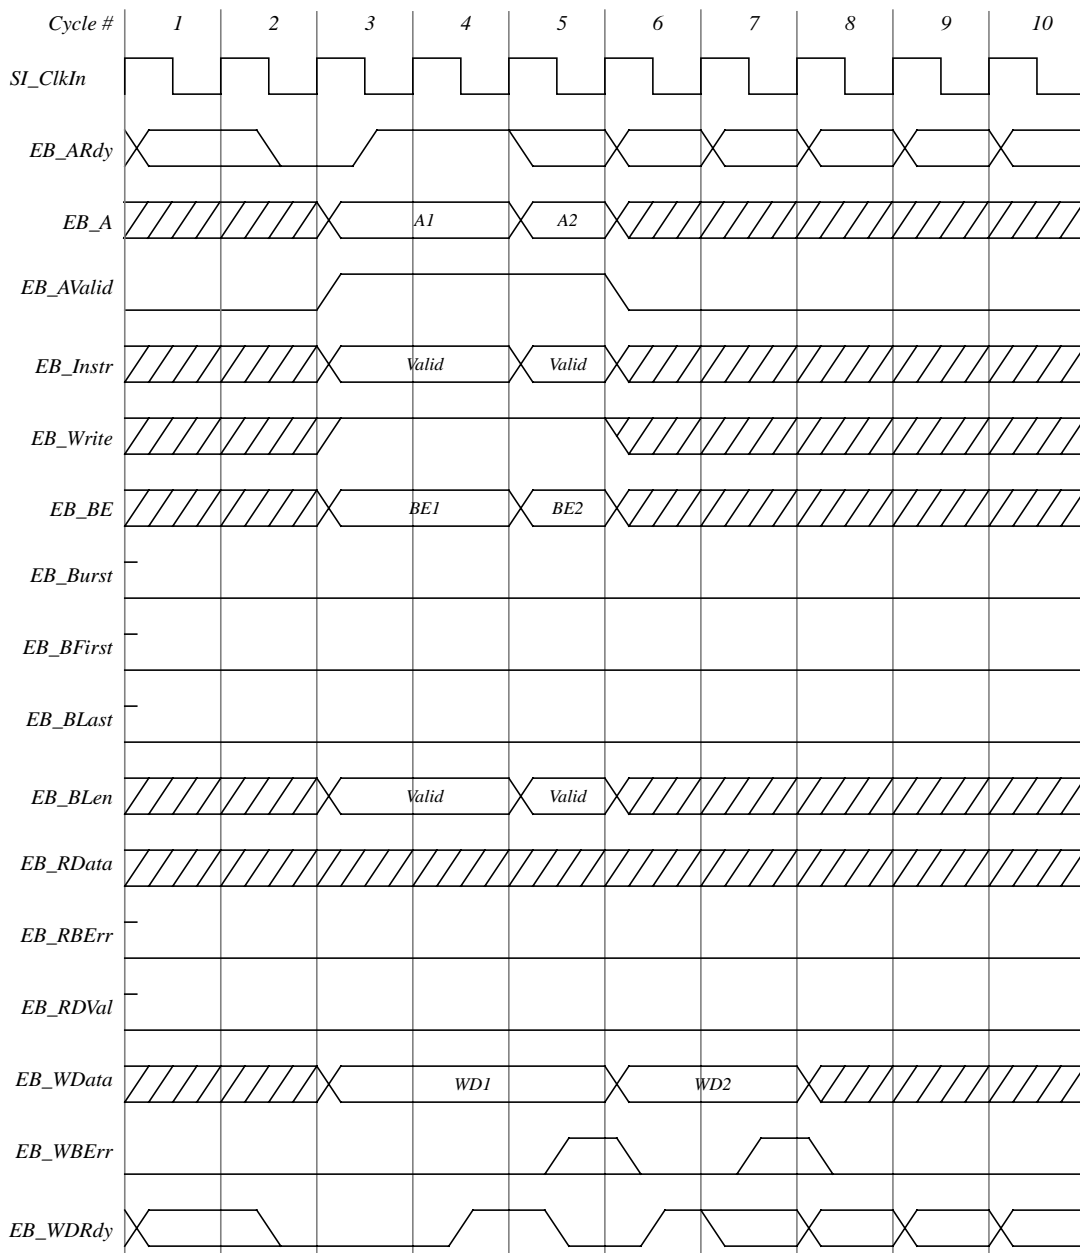 Cycle # 1 2 3 4 5 6 7 8 9 10
SI_ClkIn
EB_ARdy
EB_A A1 A2
EB_AValid
EB_Instr Valid Valid
EB_Write
EB_BE BE1 BE2
EB_Burst
EB_BFirst
EB_BLast
EB_BLen Valid Valid
EB_RData
EB_RBErr
EB_RDVal
EB_WData WD1 WD2
EB_WBErr
EB_WDRdy